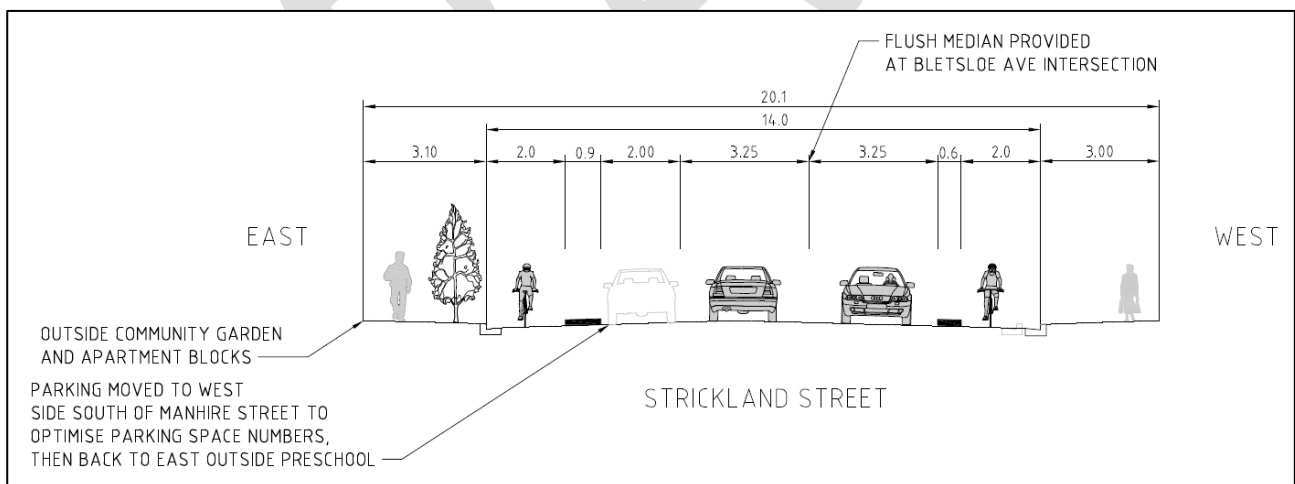 FLUSH MEDIAN PROVIDED
AT BLETSLOE AVE INTERSECTION
20.1
14.0
3.10 2.0 0.9 2.00 3.25 3.25 0.6 2.0 3.00
EAST
WEST
OUTSIDE COMMUNITY GARDEN
AND APARTMENT BLOCKS
PARKING MOVED TO WEST
SIDE SOUTH OF MANHIRE STREET TO
OPTIMISE PARKING SPACE NUMBERS,
THEN BACK TO EAST OUTSIDE PRESCHOOL
STRICKLAND STREET